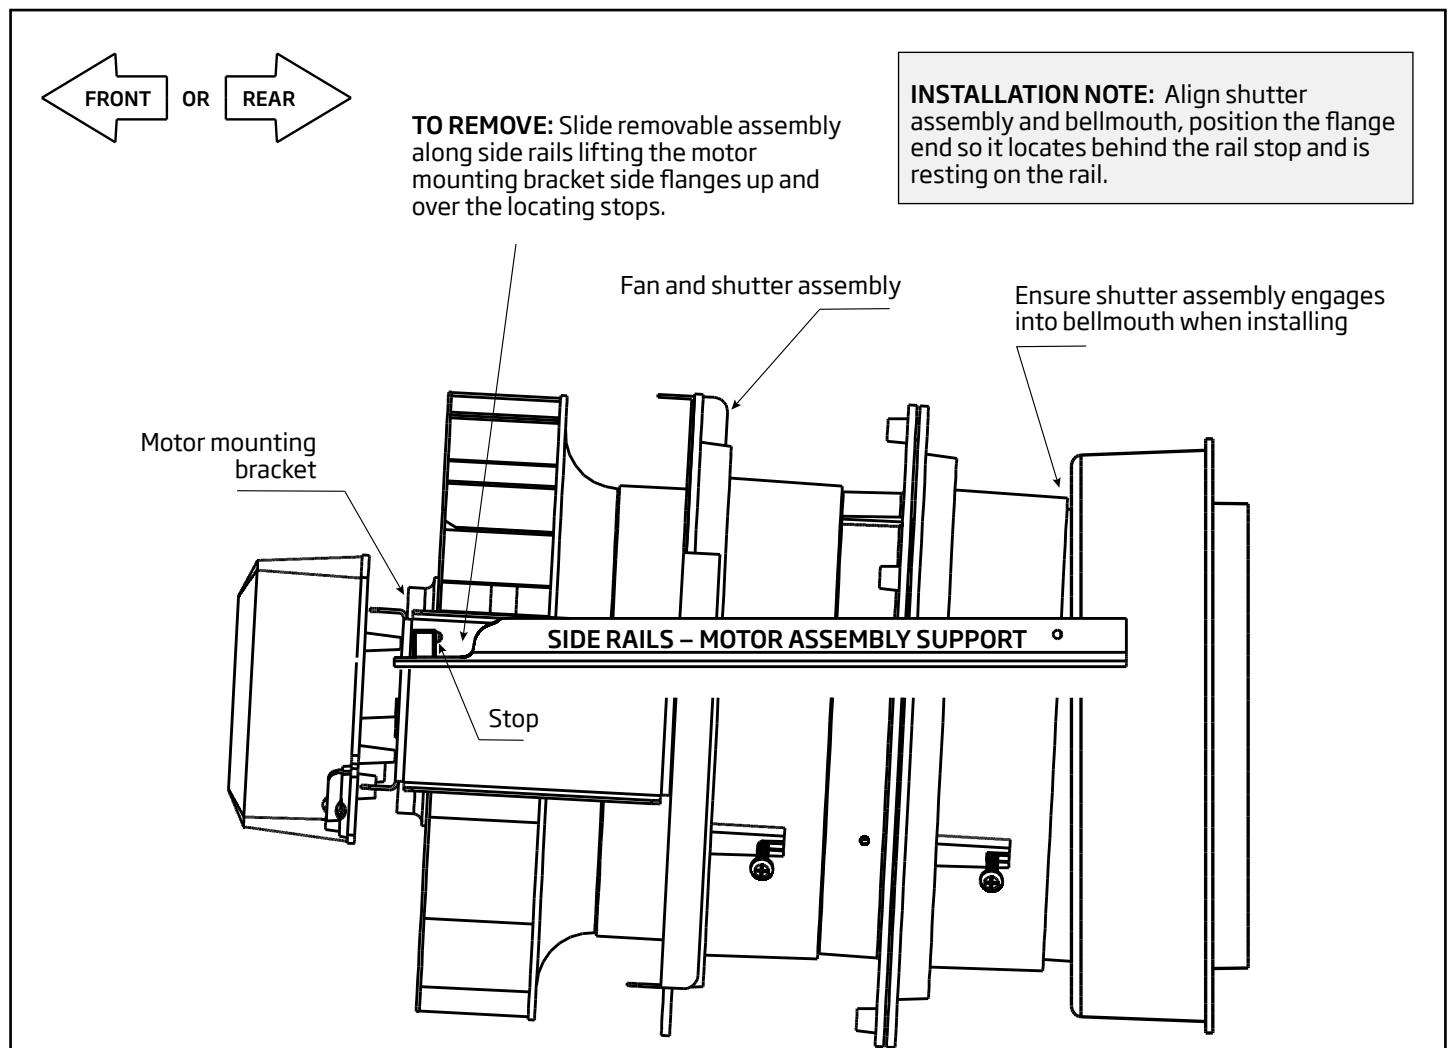 FRONT OR REAR
TO REMOVE: Slide removable assembly
along side rails lifting the motor
mounting bracket side flanges up and
over the locating stops.
INSTALLATION NOTE: Align shutter
assembly and bellmouth, position the flange
end so it locates behind the rail stop and is
resting on the rail.
Fan and shutter assembly
Ensure shutter assembly engages
into bellmouth when installing
Motor mounting
bracket
SIDE RAILS – MOTOR ASSEMBLY SUPPORT
Stop